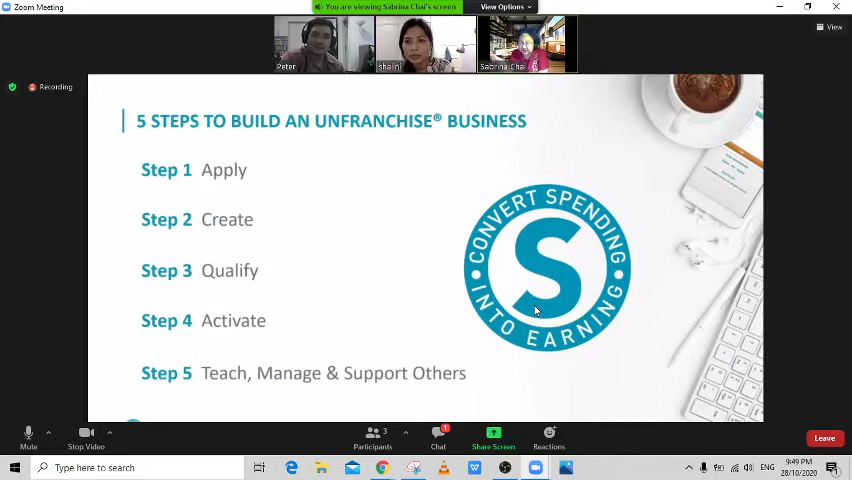 Zoom Meeting
You are viewing Sabrina Chai's screen
View Options
Peter
shalini
Sabrina Chai
View
Recording
5 STEPS TO BUILD AN UNFRANCHISE® BUSINESS
Step 1 Apply
Step 2 Create
Step 3 Qualify
Step 4 Activate
Step 5 Teach, Manage & Support Others
CONVERT SPENDING
S
INTO EARNING
Mute
Stop Video
3
Participants
1
Chat
Share Screen
Reactions
Leave
Type here to search
ENG
9:49 PM
28/10/2020